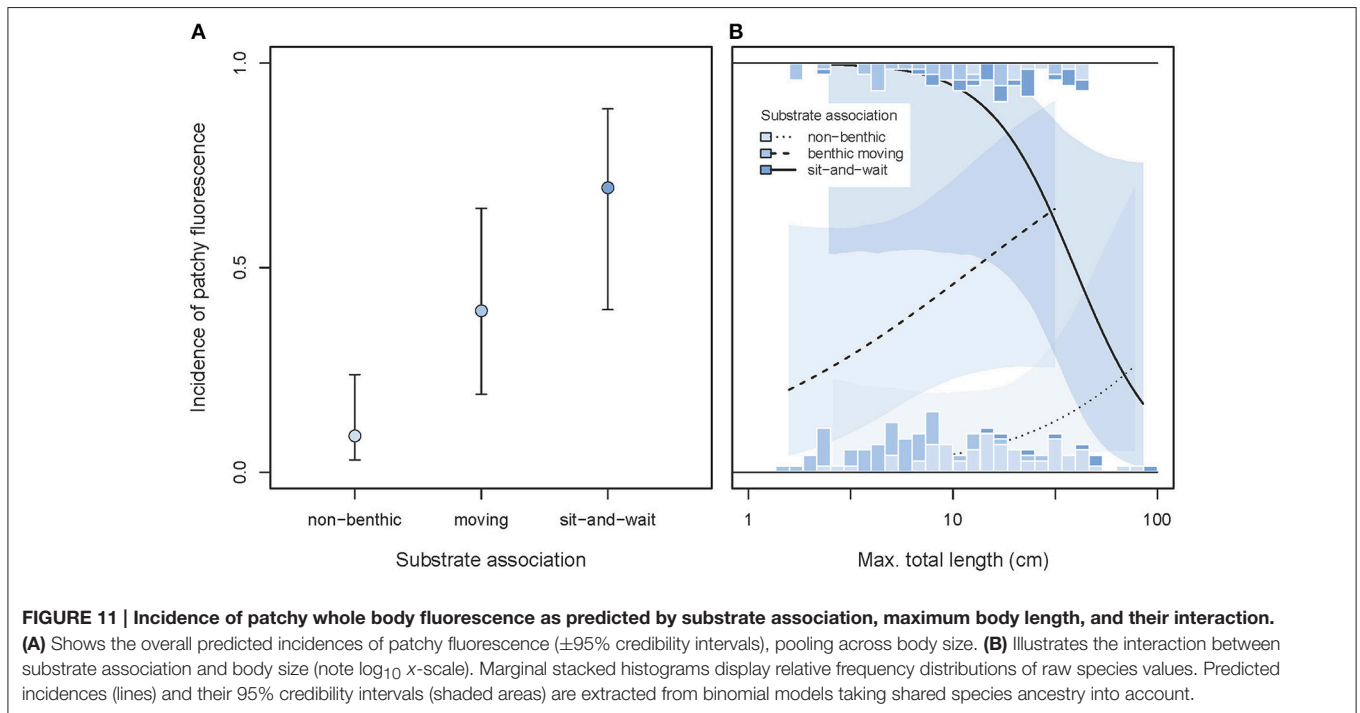 A
B
Incidence of patchy fluorescence
1.0
0.5
0.0
non−benthic
moving
sit−and−wait
Substrate association
Substrate association
non−benthic
benthic moving
sit−and−wait
1
10
100
Max. total length (cm)
FIGURE 11 | Incidence of patchy whole body fluorescence as predicted by substrate association, maximum body length, and their interaction.
(A) Shows the overall predicted incidences of patchy fluorescence (±95% credibility intervals), pooling across body size. (B) Illustrates the interaction between
substrate association and body size (note log10 x-scale). Marginal stacked histograms display relative frequency distributions of raw species values. Predicted
incidences (lines) and their 95% credibility intervals (shaded areas) are extracted from binomial models taking shared species ancestry into account.